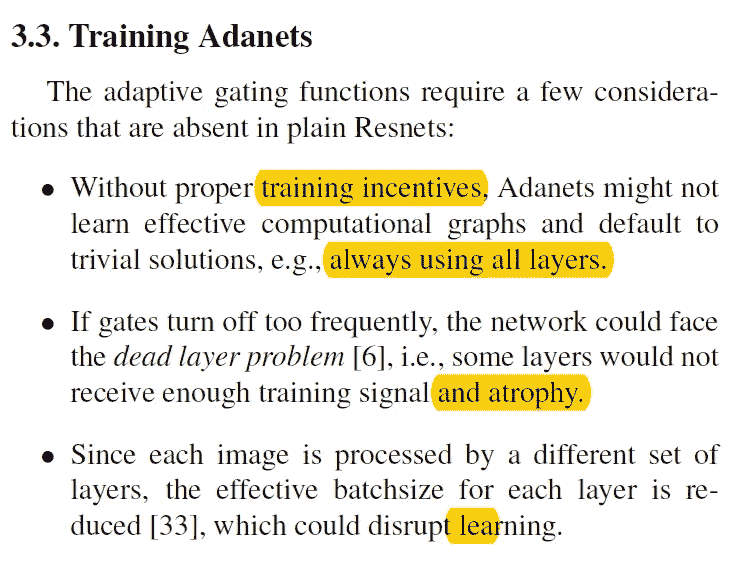 3.3. Training Adanets
The adaptive gating functions require a few considera-
tions that are absent in plain Resnets:
• Without proper training incentives, Adanets might not
learn effective computational graphs and default to
trivial solutions, e.g., always using all layers.
• If gates turn off too frequently, the network could face
the dead layer problem [6], i.e., some layers would not
receive enough training signal and atrophy.
• Since each image is processed by a different set of
layers, the effective batchsize for each layer is re-
duced [33], which could disrupt learning.